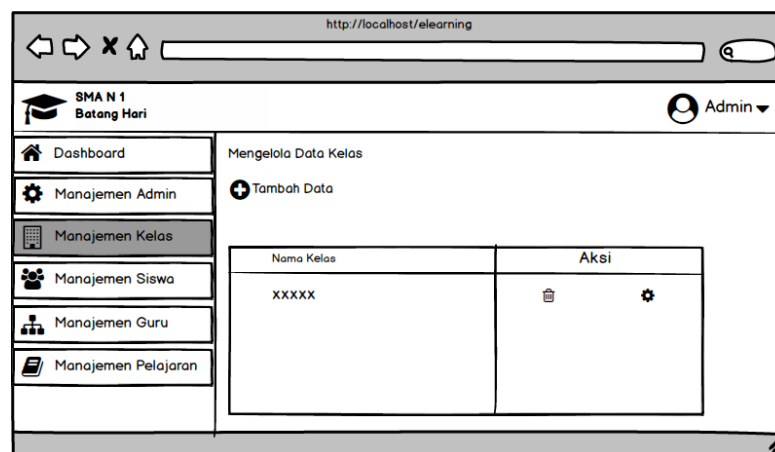 http://localhost/elearning
SMA N 1
Batang Hari
Admin
Dashboard
Manajemen Admin
Manajemen Kelas
Manajemen Siswa
Manajemen Guru
Manajemen Pelajaran
Mengelola Data Kelas
Tambah Data
Nama Kelas
Aksi
XXXXX